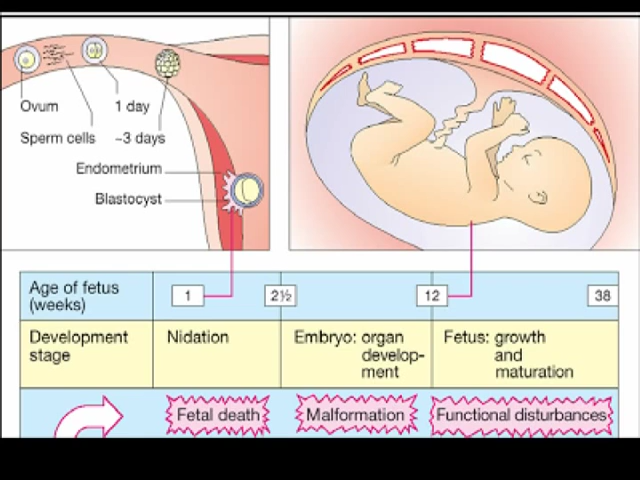 Ovum
1 day
Sperm cells
~3 days
Endometrium
Blastocyst
Age of fetus
(weeks)
1
2½
12
38
Development
stage
Nidation
Embryo: organ
develop-
ment
Fetus: growth
and
maturation
Fetal death
Malformation
Functional disturbances